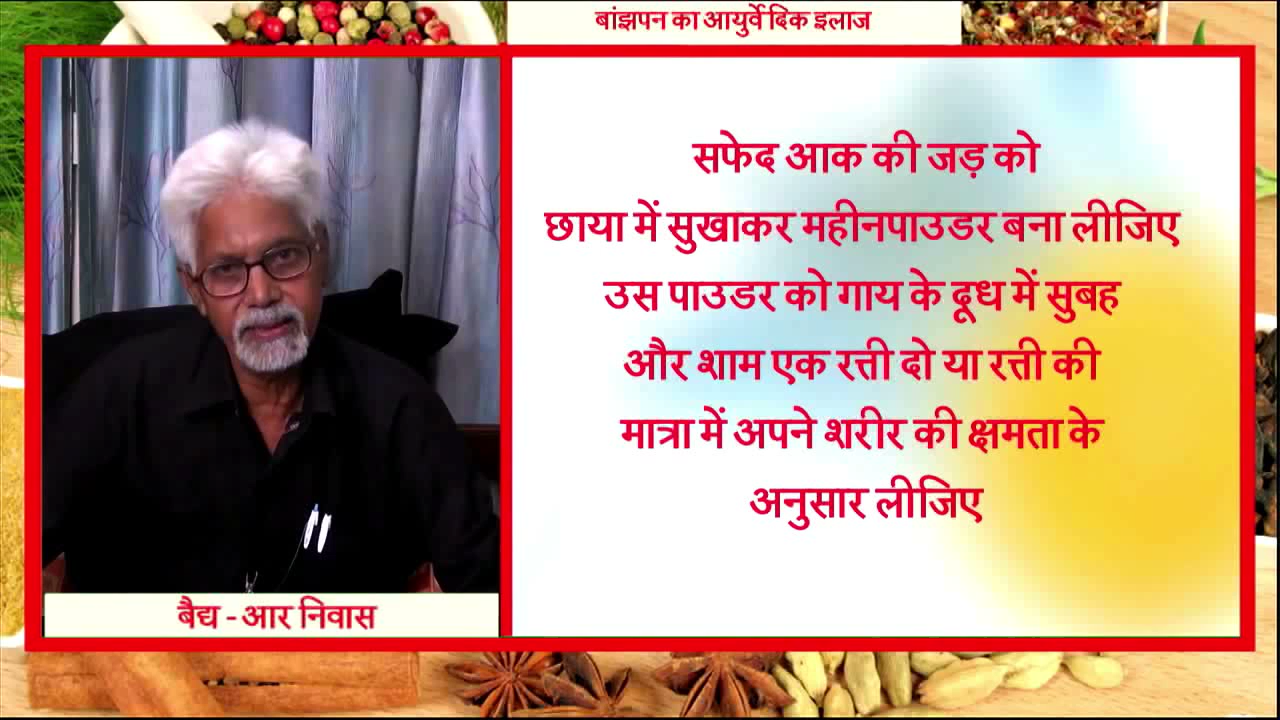 बांझपन का आयुर्वेदिक इलाज
सफेद आक की जड़ को
छाया में सुखाकर महीनपाउडर बना लीजिए
उस पाउडर को गाय के दूध में सुबह
और शाम एक रत्ती दो या रत्ती की
मात्रा में अपने शरीर की क्षमता के
अनुसार लीजिए
बैद्य - आर निवास